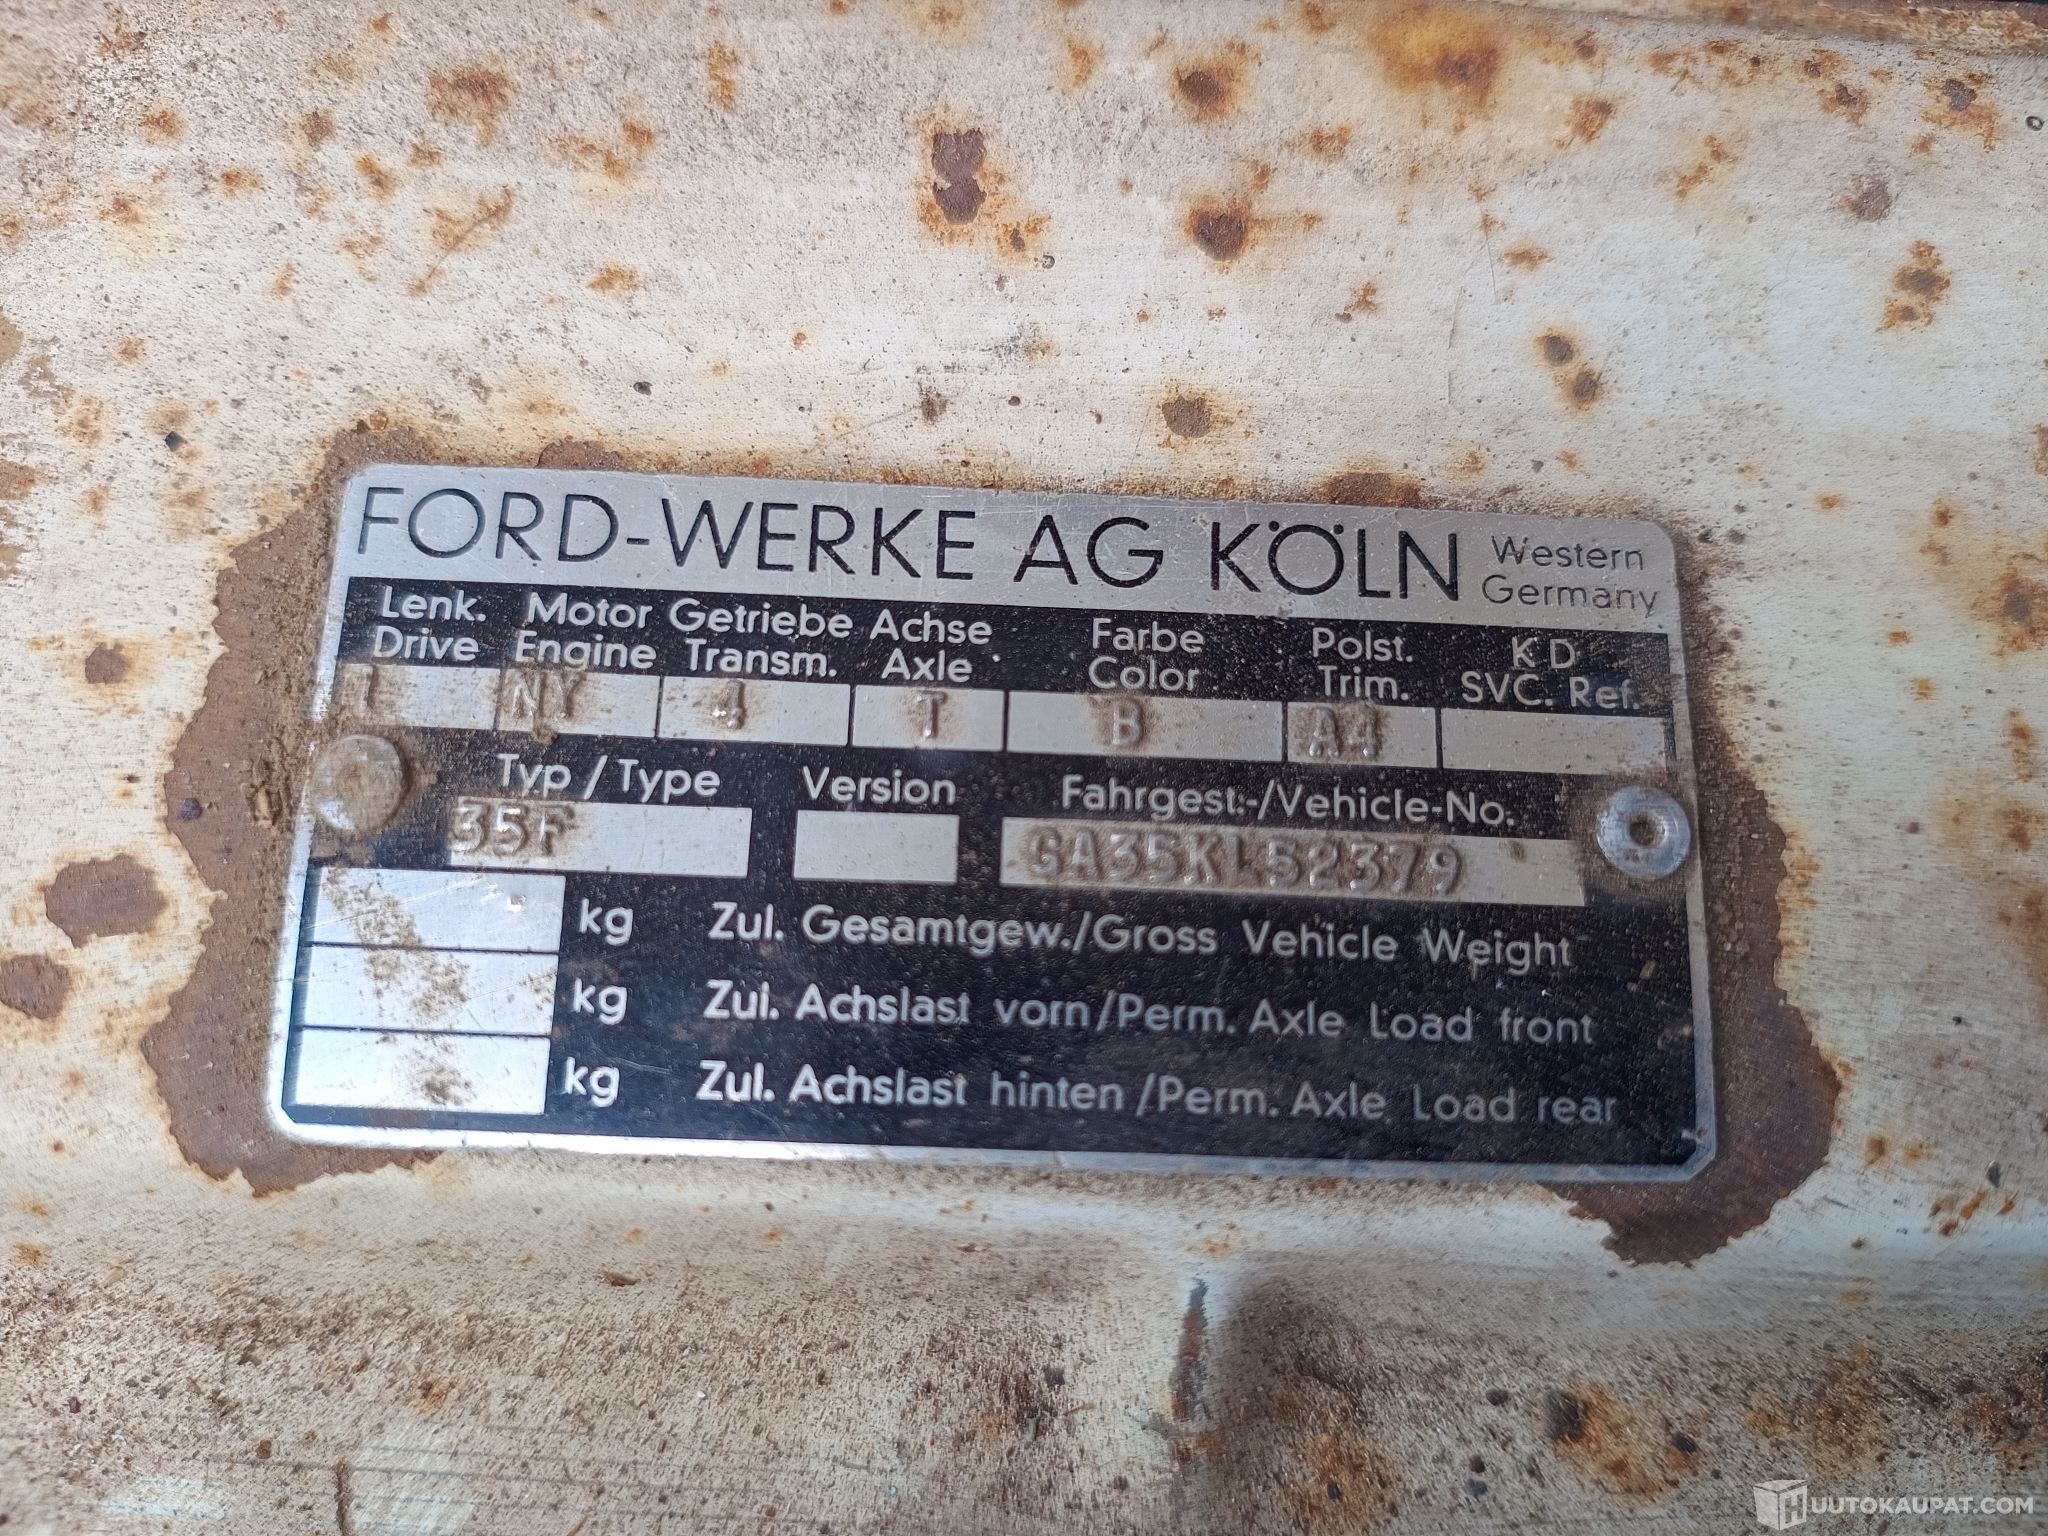 FORD-WERKE AG KÖLN Western Germany
Lenk. Motor Getriebe Achse Farbe Polst. K D
Drive Engine Transm. Axle Color Trim. SVC. Ref.
1 NY 4 T B A4
Typ / Type Version Fahrgest.-/Vehicle-No.
35F GA35KL52379
kg Zul. Gesamtgew./Gross Vehicle Weight
kg Zul. Achslast vorn/Perm. Axle Load front
kg Zul. Achslast hinten/Perm. Axle Load rear
HUUTOKAUPAT.COM